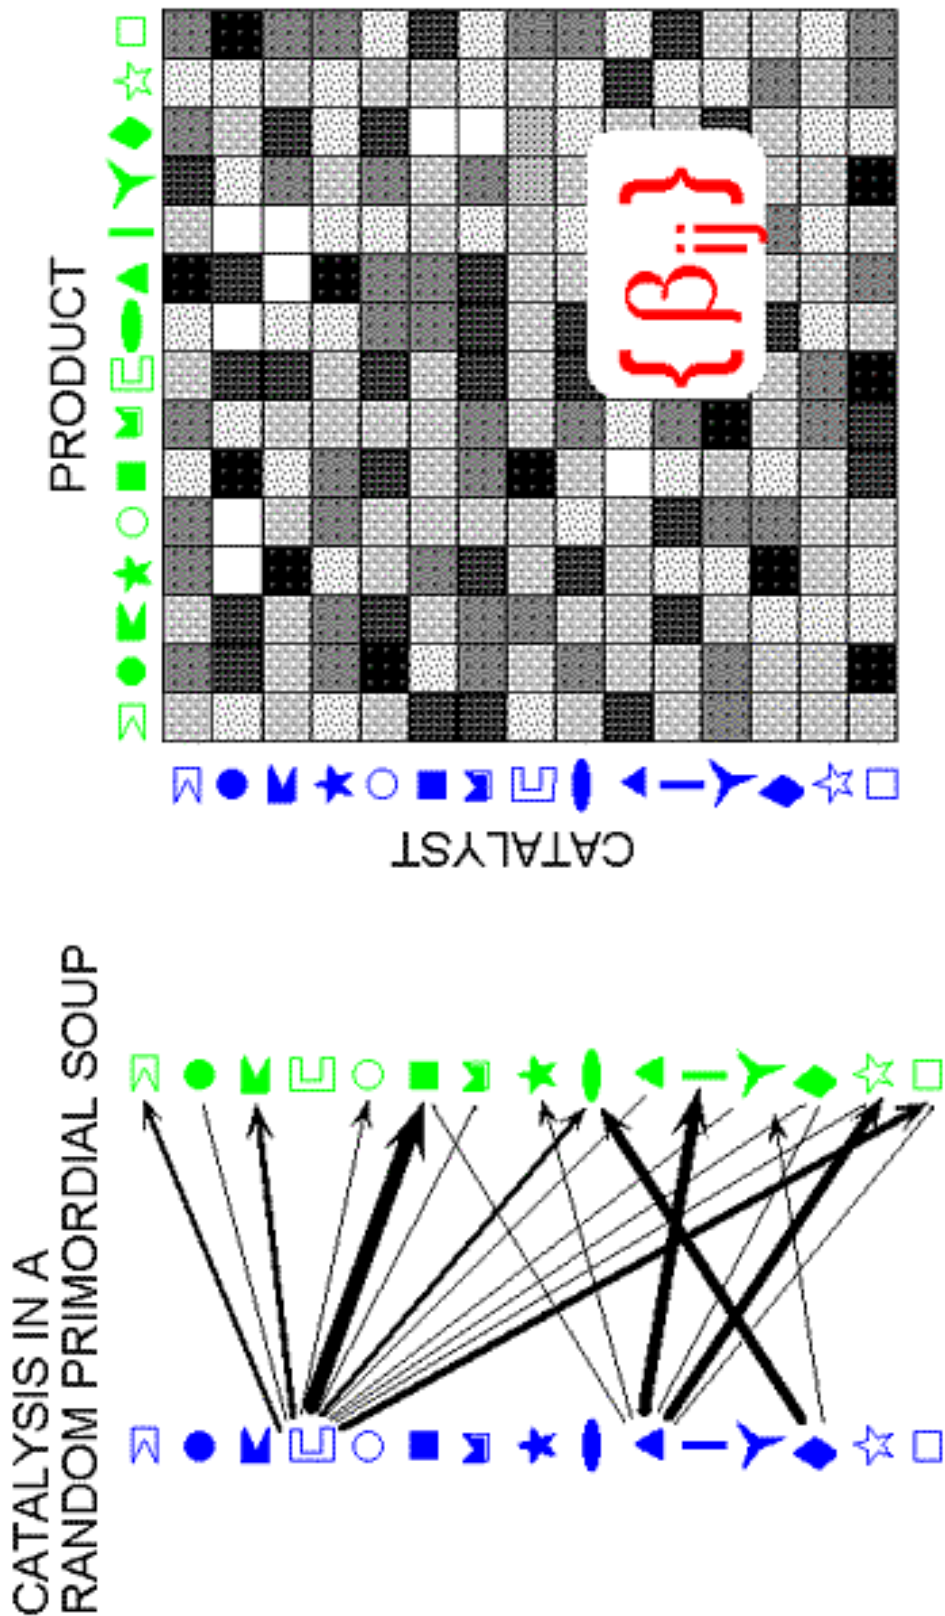 CATALYSIS IN A
RANDOM PRIMORDIAL SOUP
PRODUCT
CATALYST
{ βij }